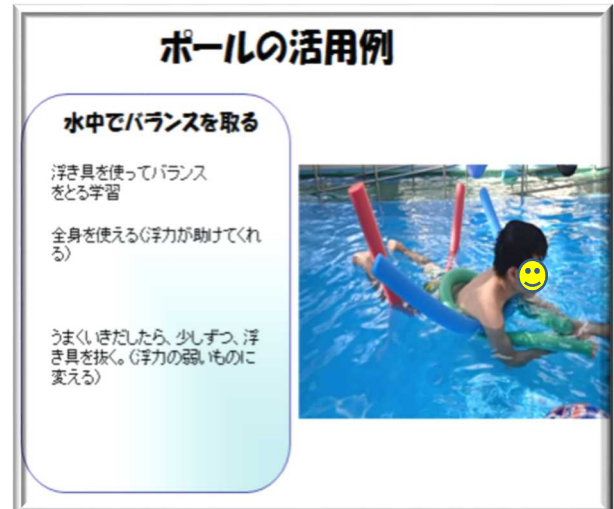 ポールの活用例
水中でバランスを取る
浮き具を使ってバランス
をとる学習
全身を使える(浮力が助けてくれ
る)
うまくいきだしたら、少しずつ、浮
き具を抜く。(浮力の弱いものに
変える)